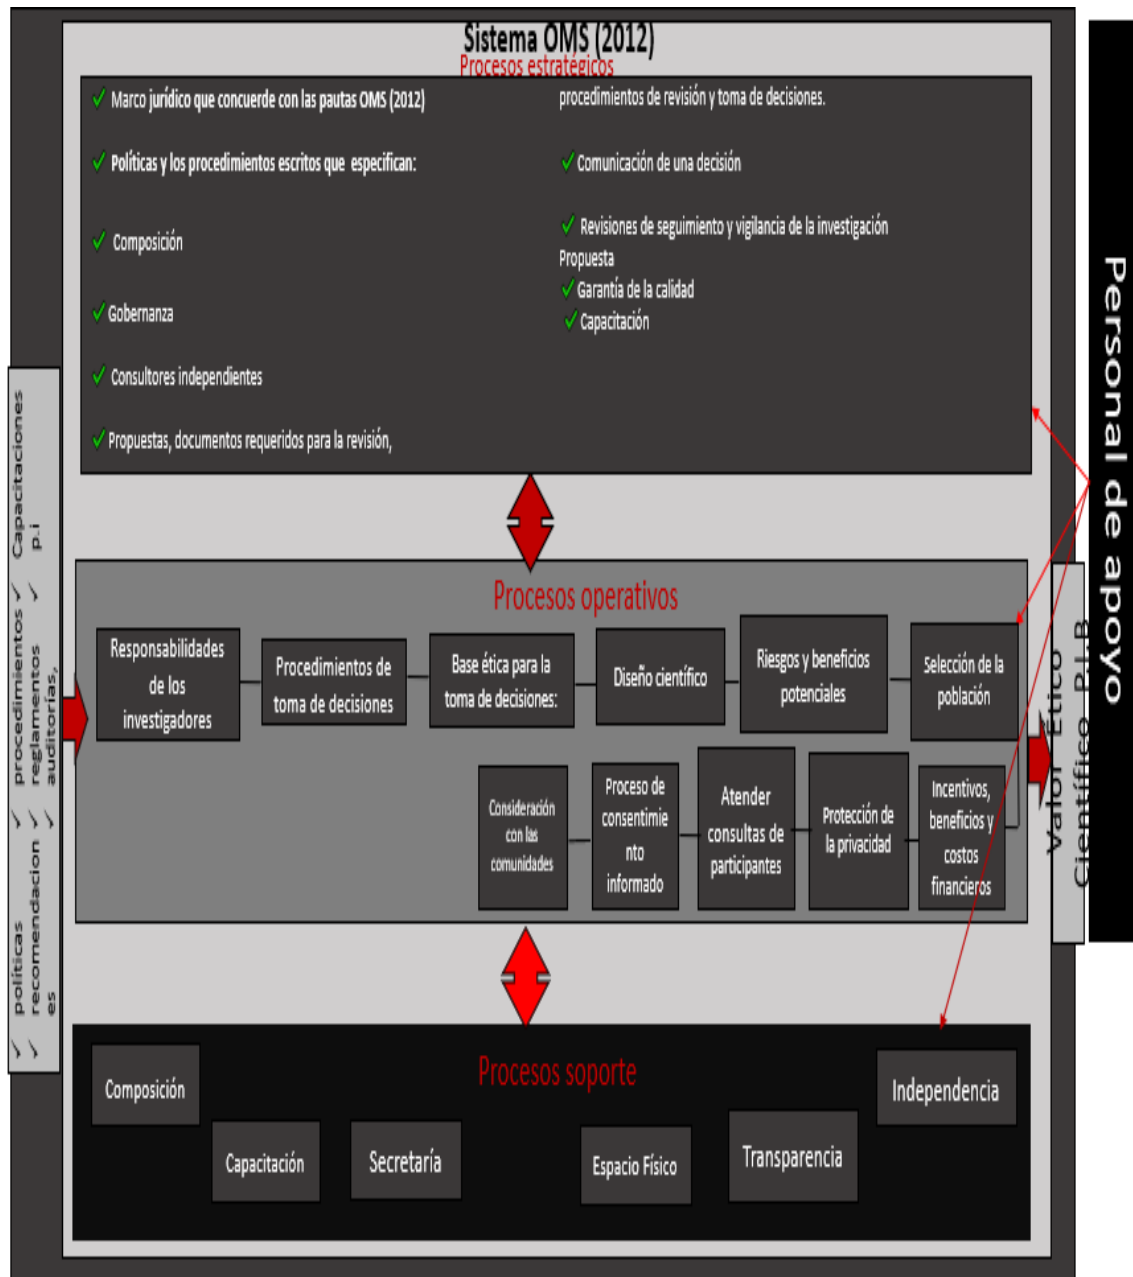 Sistema OMS (2012)
Procesos estratégicos
✓ Marco jurídico que concuerde con las pautas OMS (2012)
✓ Políticas y los procedimientos escritos que especifican:
✓ Composición
✓ Gobernanza
✓ Consultores independientes
✓ Propuestas, documentos requeridos para la revisión,
procedimientos de revisión y toma de decisiones.
✓ Comunicación de una decisión
✓ Revisiones de seguimiento y vigilancia de la investigación
Propuesta
✓ Garantía de la calidad
✓ Capacitación
✓ políticas ✓ procedimientos ✓ Capacitaciones
✓ recomendacion ✓ reglamentos ✓ p.i
es ✓ auditorías,
Procesos operativos
Responsabilidades
de los
investigadores
Procedimientos de
toma de decisiones
Base ética para la
toma de decisiones:
Diseño científico
Riesgos y beneficios
potenciales
Selección de la
población
Consideración
con las
comunidades
Proceso de
consentimie
nto
informado
Atender
consultas de
participantes
Protección de
la privacidad
Incentivos,
beneficios y
costos
financieros
Valor Ético
Científico P.I.B
Personal de apoyo
Procesos soporte
Composición
Capacitación
Secretaría
Espacio Físico
Transparencia
Independencia